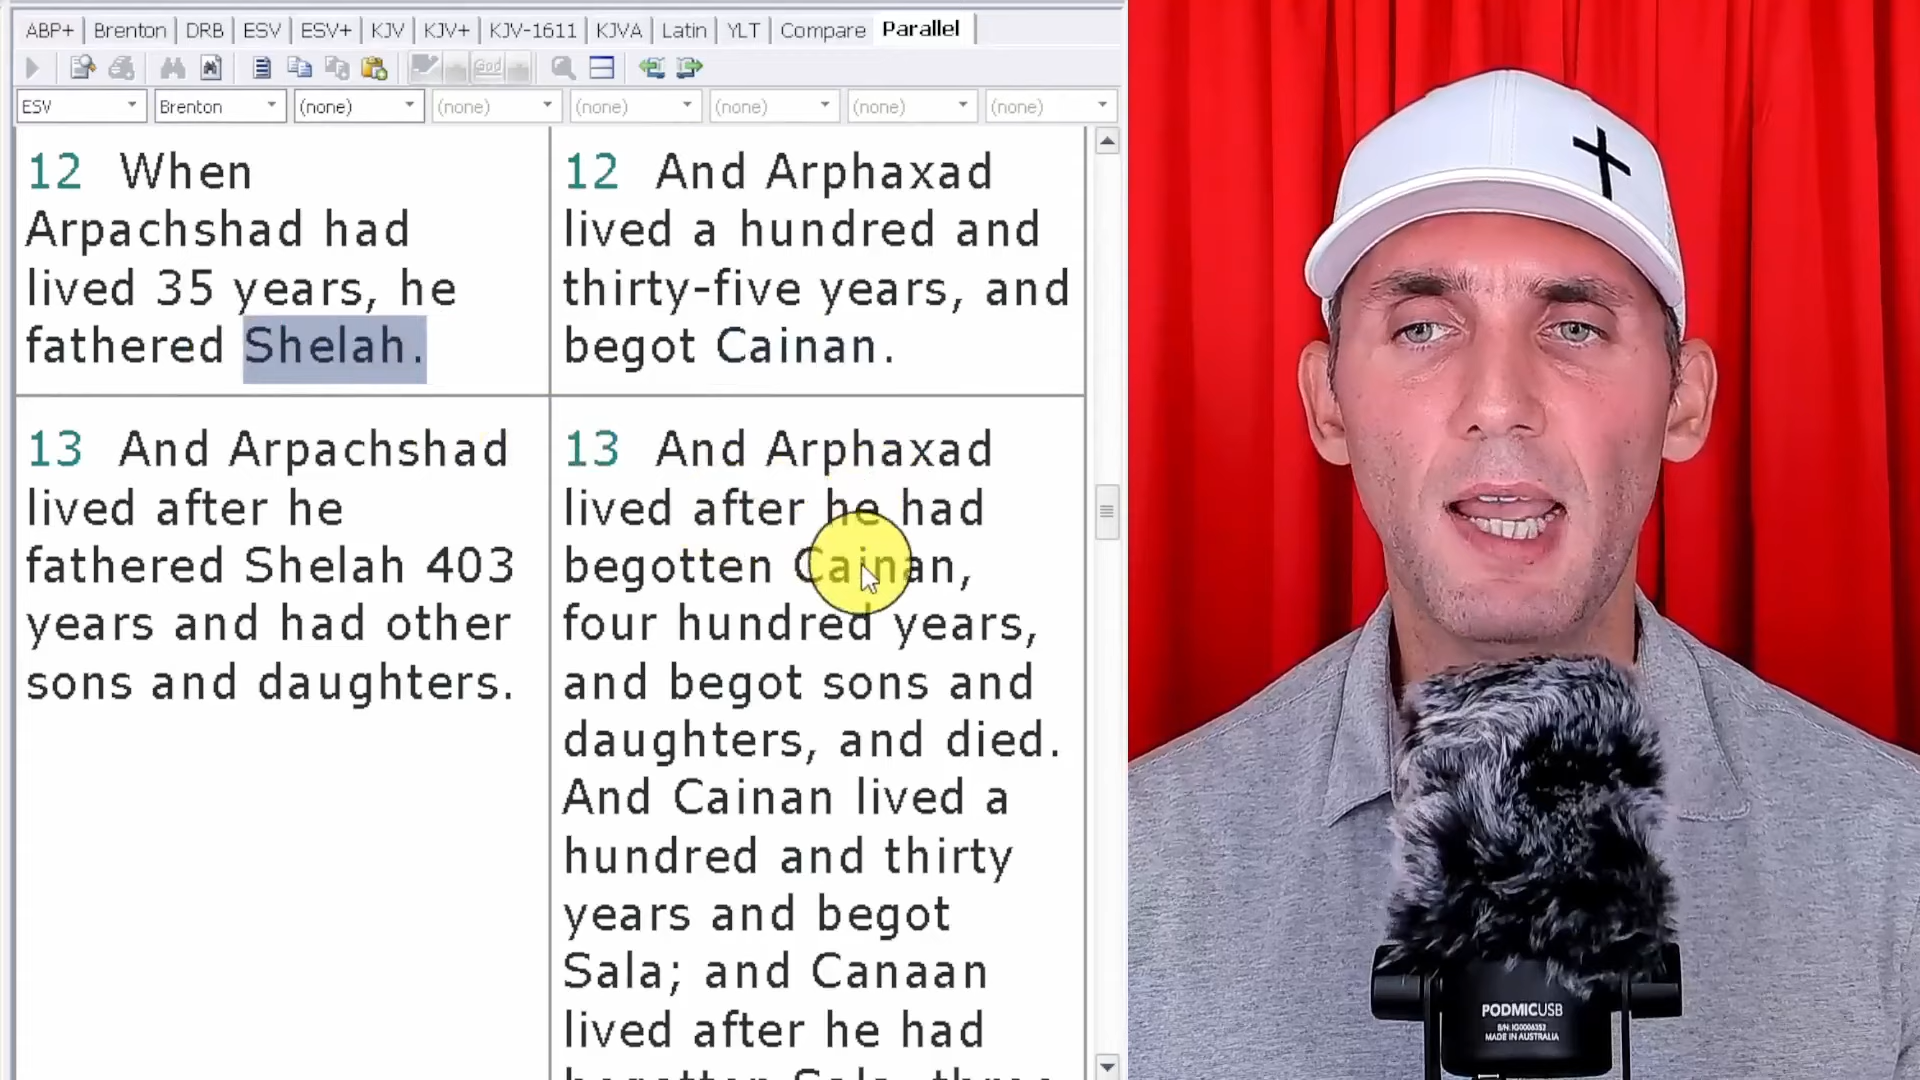 ABP+ Brenton DRB ESV ESV+ KJV KJV+ KJV-1611 KJVA Latin YLT Compare Parallel
God
ESV Brenton (none) (none) (none) (none) (none) (none)
12 When
Arpachshad had
lived 35 years, he
fathered Shelah.
13 And Arpachshad
lived after he
fathered Shelah 403
years and had other
sons and daughters.
12 And Arphaxad
lived a hundred and
thirty-five years, and
begot Cainan.
13 And Arphaxad
lived after he had
begotten Cainan,
four hundred years,
and begot sons and
daughters, and died.
And Cainan lived a
hundred and thirty
years and begot
Sala; and Canaan
lived after he had
begotten Sala, three
PODMICUSB
S/N: IG0006352
MADE IN AUSTRALIA